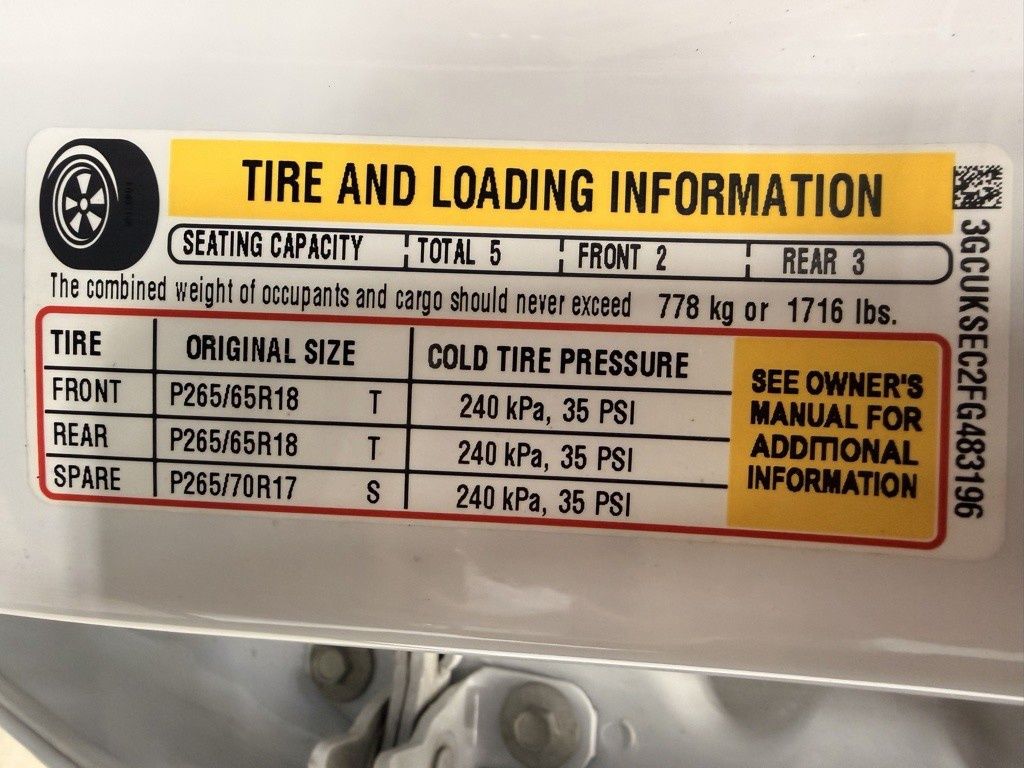 TIRE AND LOADING INFORMATION
SEATING CAPACITY TOTAL 5 FRONT 2 REAR 3
The combined weight of occupants and cargo should never exceed 778 kg or 1716 lbs.
TIRE ORIGINAL SIZE COLD TIRE PRESSURE
FRONT P265/65R18 T 240 kPa, 35 PSI
REAR P265/65R18 T 240 kPa, 35 PSI
SPARE P265/70R17 S 240 kPa, 35 PSI
SEE OWNER'S
MANUAL FOR
ADDITIONAL
INFORMATION
3GCUKSEC2FG483196